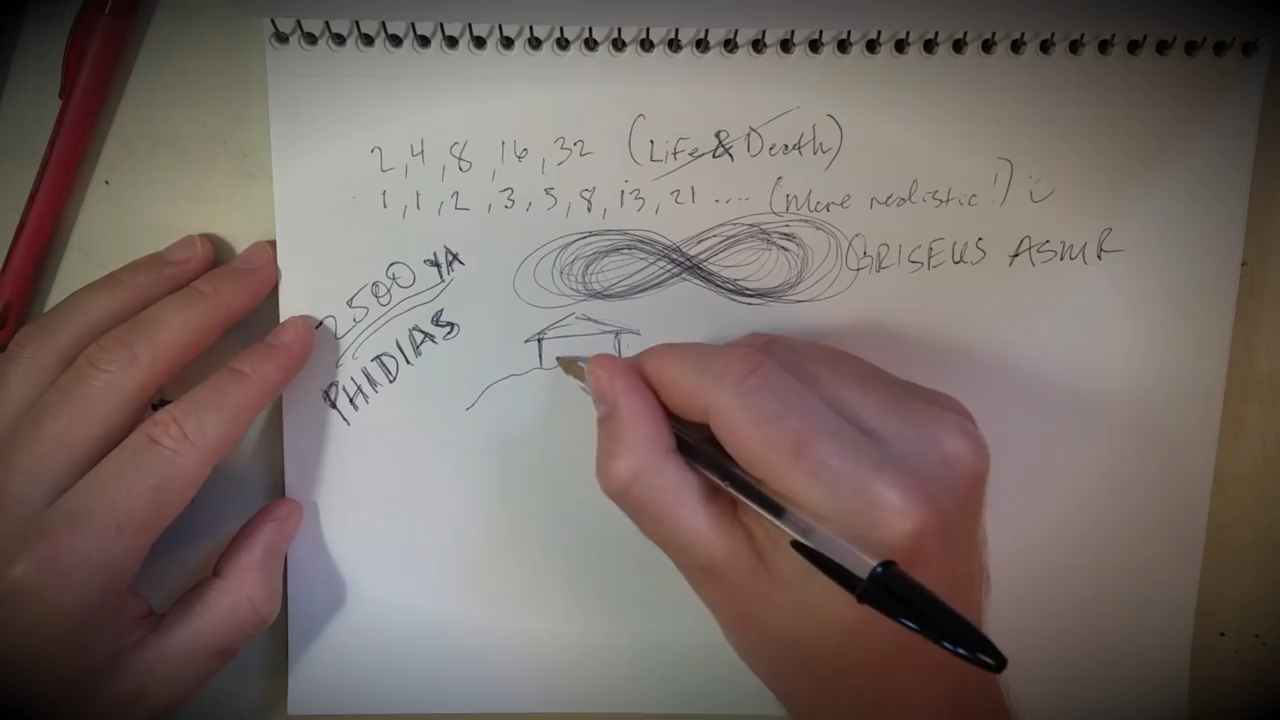 2, 4, 8, 16, 32 (Life & Death)
1, 1, 2, 3, 5, 8, 13, 21 .... (More realistic!)
GRISEUS ASMR
2500 YA
PHIDIAS